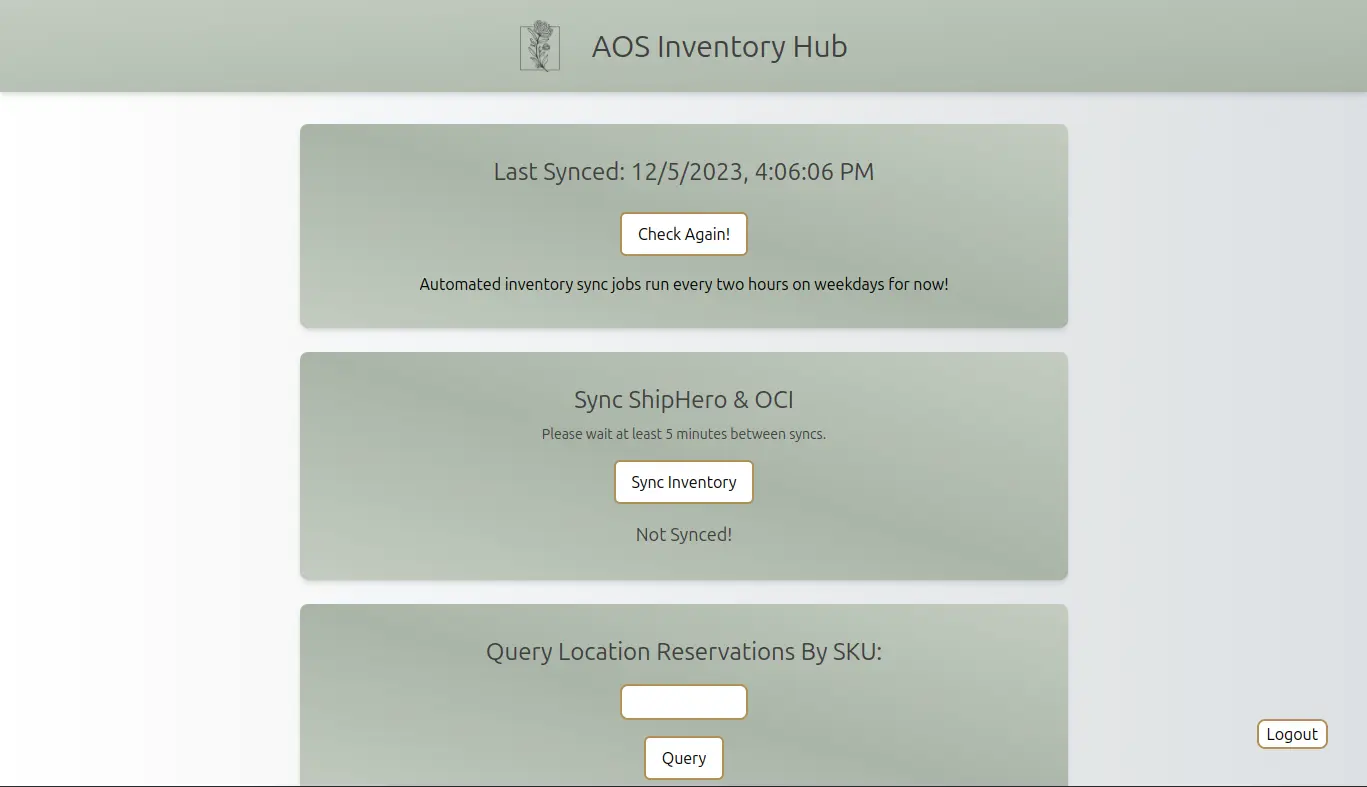 AOS Inventory Hub
Last Synced: 12/5/2023, 4:06:06 PM
Check Again!
Automated inventory sync jobs run every two hours on weekdays for now!
Sync ShipHero & OCI
Please wait at least 5 minutes between syncs.
Sync Inventory
Not Synced!
Query Location Reservations By SKU:
Query
Logout